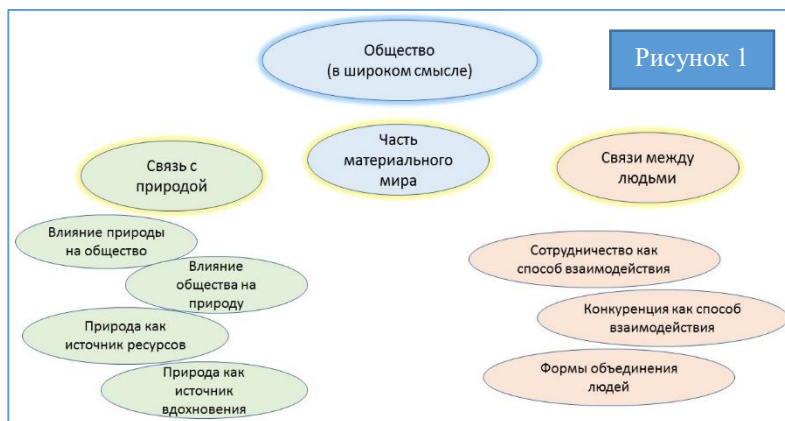 Общество
(в широком смысле)
Рисунок 1
Часть
материального
мира
Связь с
природой
Связи между
людьми
Влияние природы
на общество
Влияние
общества на
природу
Природа как
источник ресурсов
Природа как
источник
вдохновения
Сотрудничество как
способ взаимодействия
Конкуренция как способ
взаимодействия
Формы объединения
людей